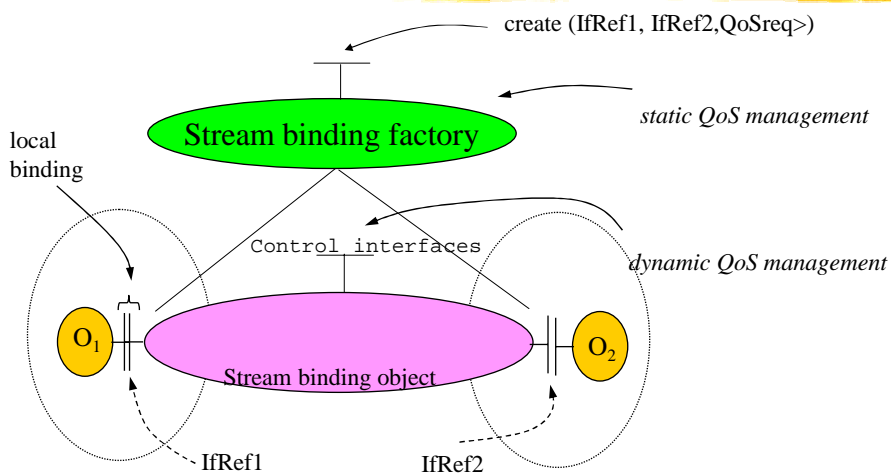 create (IfRef1, IfRef2,QoSreq>)
static QoS management
Stream binding factory
local
binding
Control interfaces
dynamic QoS management
O1
O2
Stream binding object
IfRef1
IfRef2